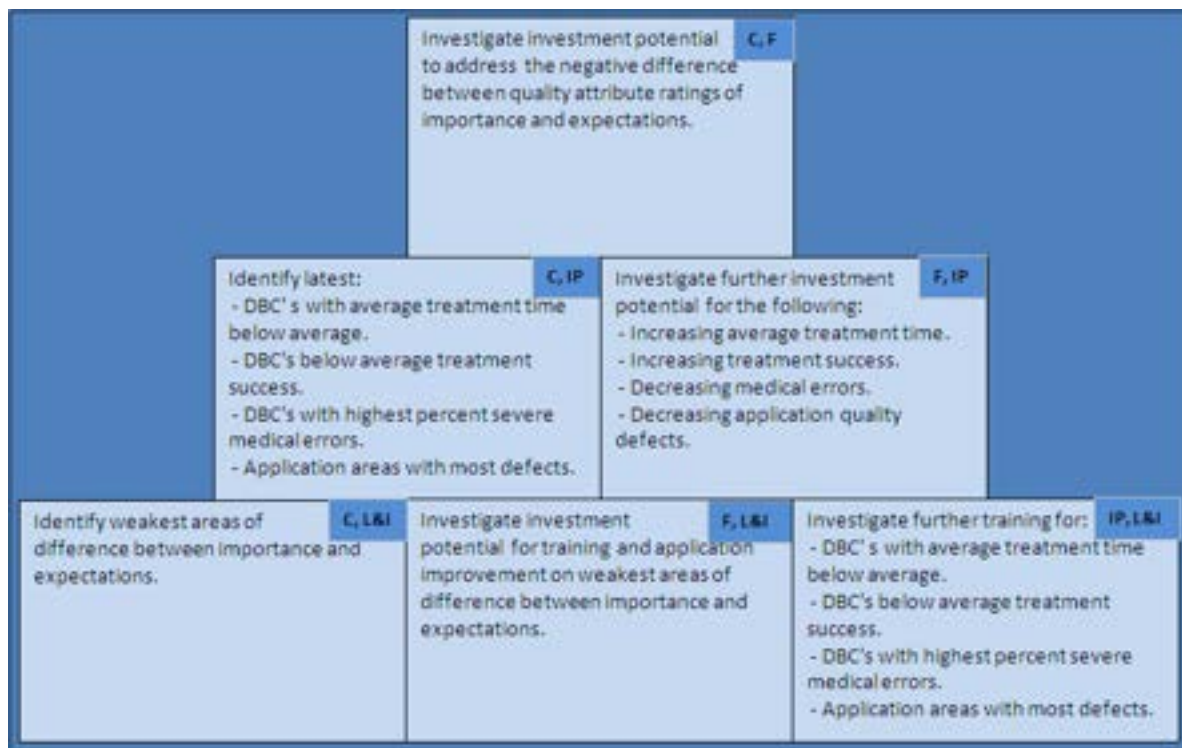 Investigate investment potential C, F
to address the negative difference
between quality attribute ratings of
importance and expectations.
Identify latest: C, IP
- DBC' s with average treatment time
below average.
- DBC's below average treatment
success.
- DBC's with highest percent severe
medical errors.
- Application areas with most defects.
Investigate further investment F, IP
potential for the following:
- Increasing average treatment time.
- Increasing treatment success.
- Decreasing medical errors.
- Decreasing application quality
defects.
Identify weakest areas of C, L&I
difference between importance and
expectations.
Investigate investment F, L&I
potential for training and application
improvement on weakest areas of
difference between importance and
expectations.
Investigate further training for: IP, L&I
- DBC' s with average treatment time
below average.
- DBC's below average treatment
success.
- DBC's with highest percent severe
medical errors.
- Application areas with most defects.